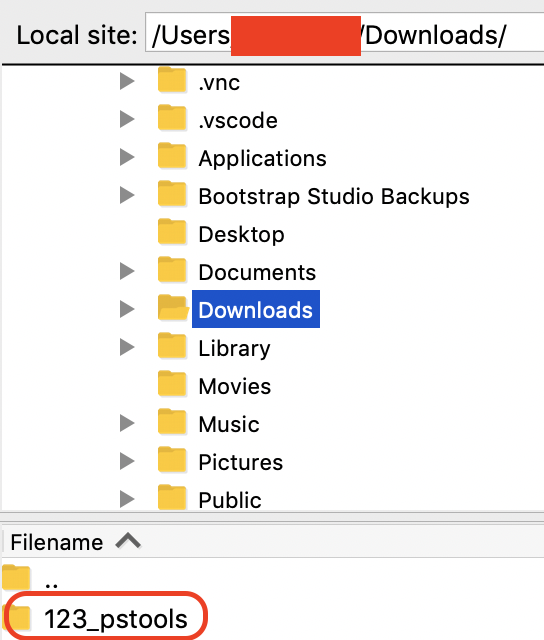 Local site: /Users/ /Downloads/
.vnc
.vscode
Applications
Bootstrap Studio Backups
Desktop
Documents
Downloads
Library
Movies
Music
Pictures
Public
Filename
..
123_pstools